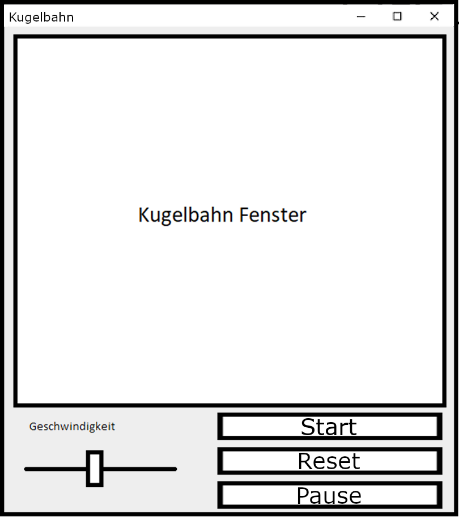 Kugelbahn
Kugelbahn Fenster
Geschwindigkeit
Start
Reset
Pause